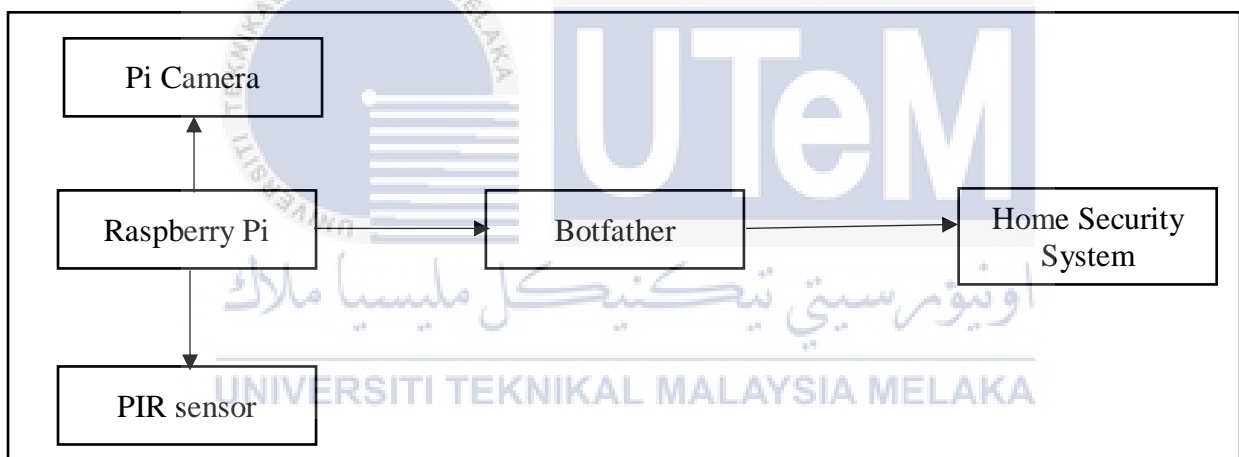 Pi Camera
UTeM
Raspberry Pi
Botfather
Home Security
System
اونيۏرسيتي تيكنيكل مليسيا ملاك
PIR sensor
UNIVERSITI TEKNIKAL MALAYSIA MELAKA